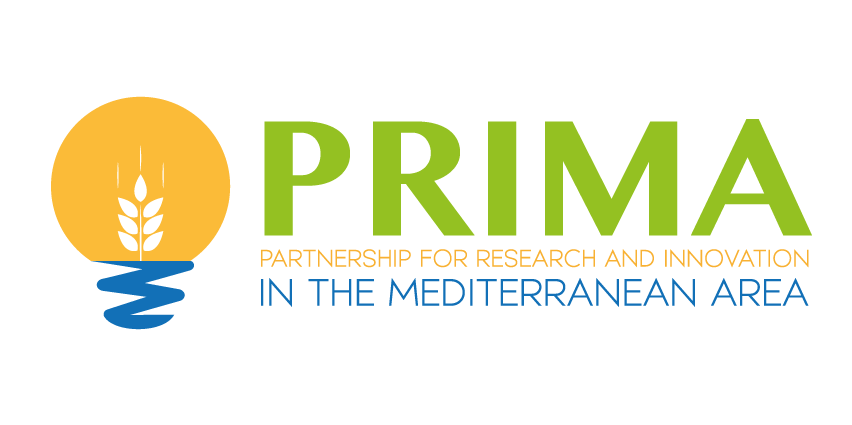 PRIMA
PARTNERSHIP FOR RESEARCH AND INNOVATION
IN THE MEDITERRANEAN AREA